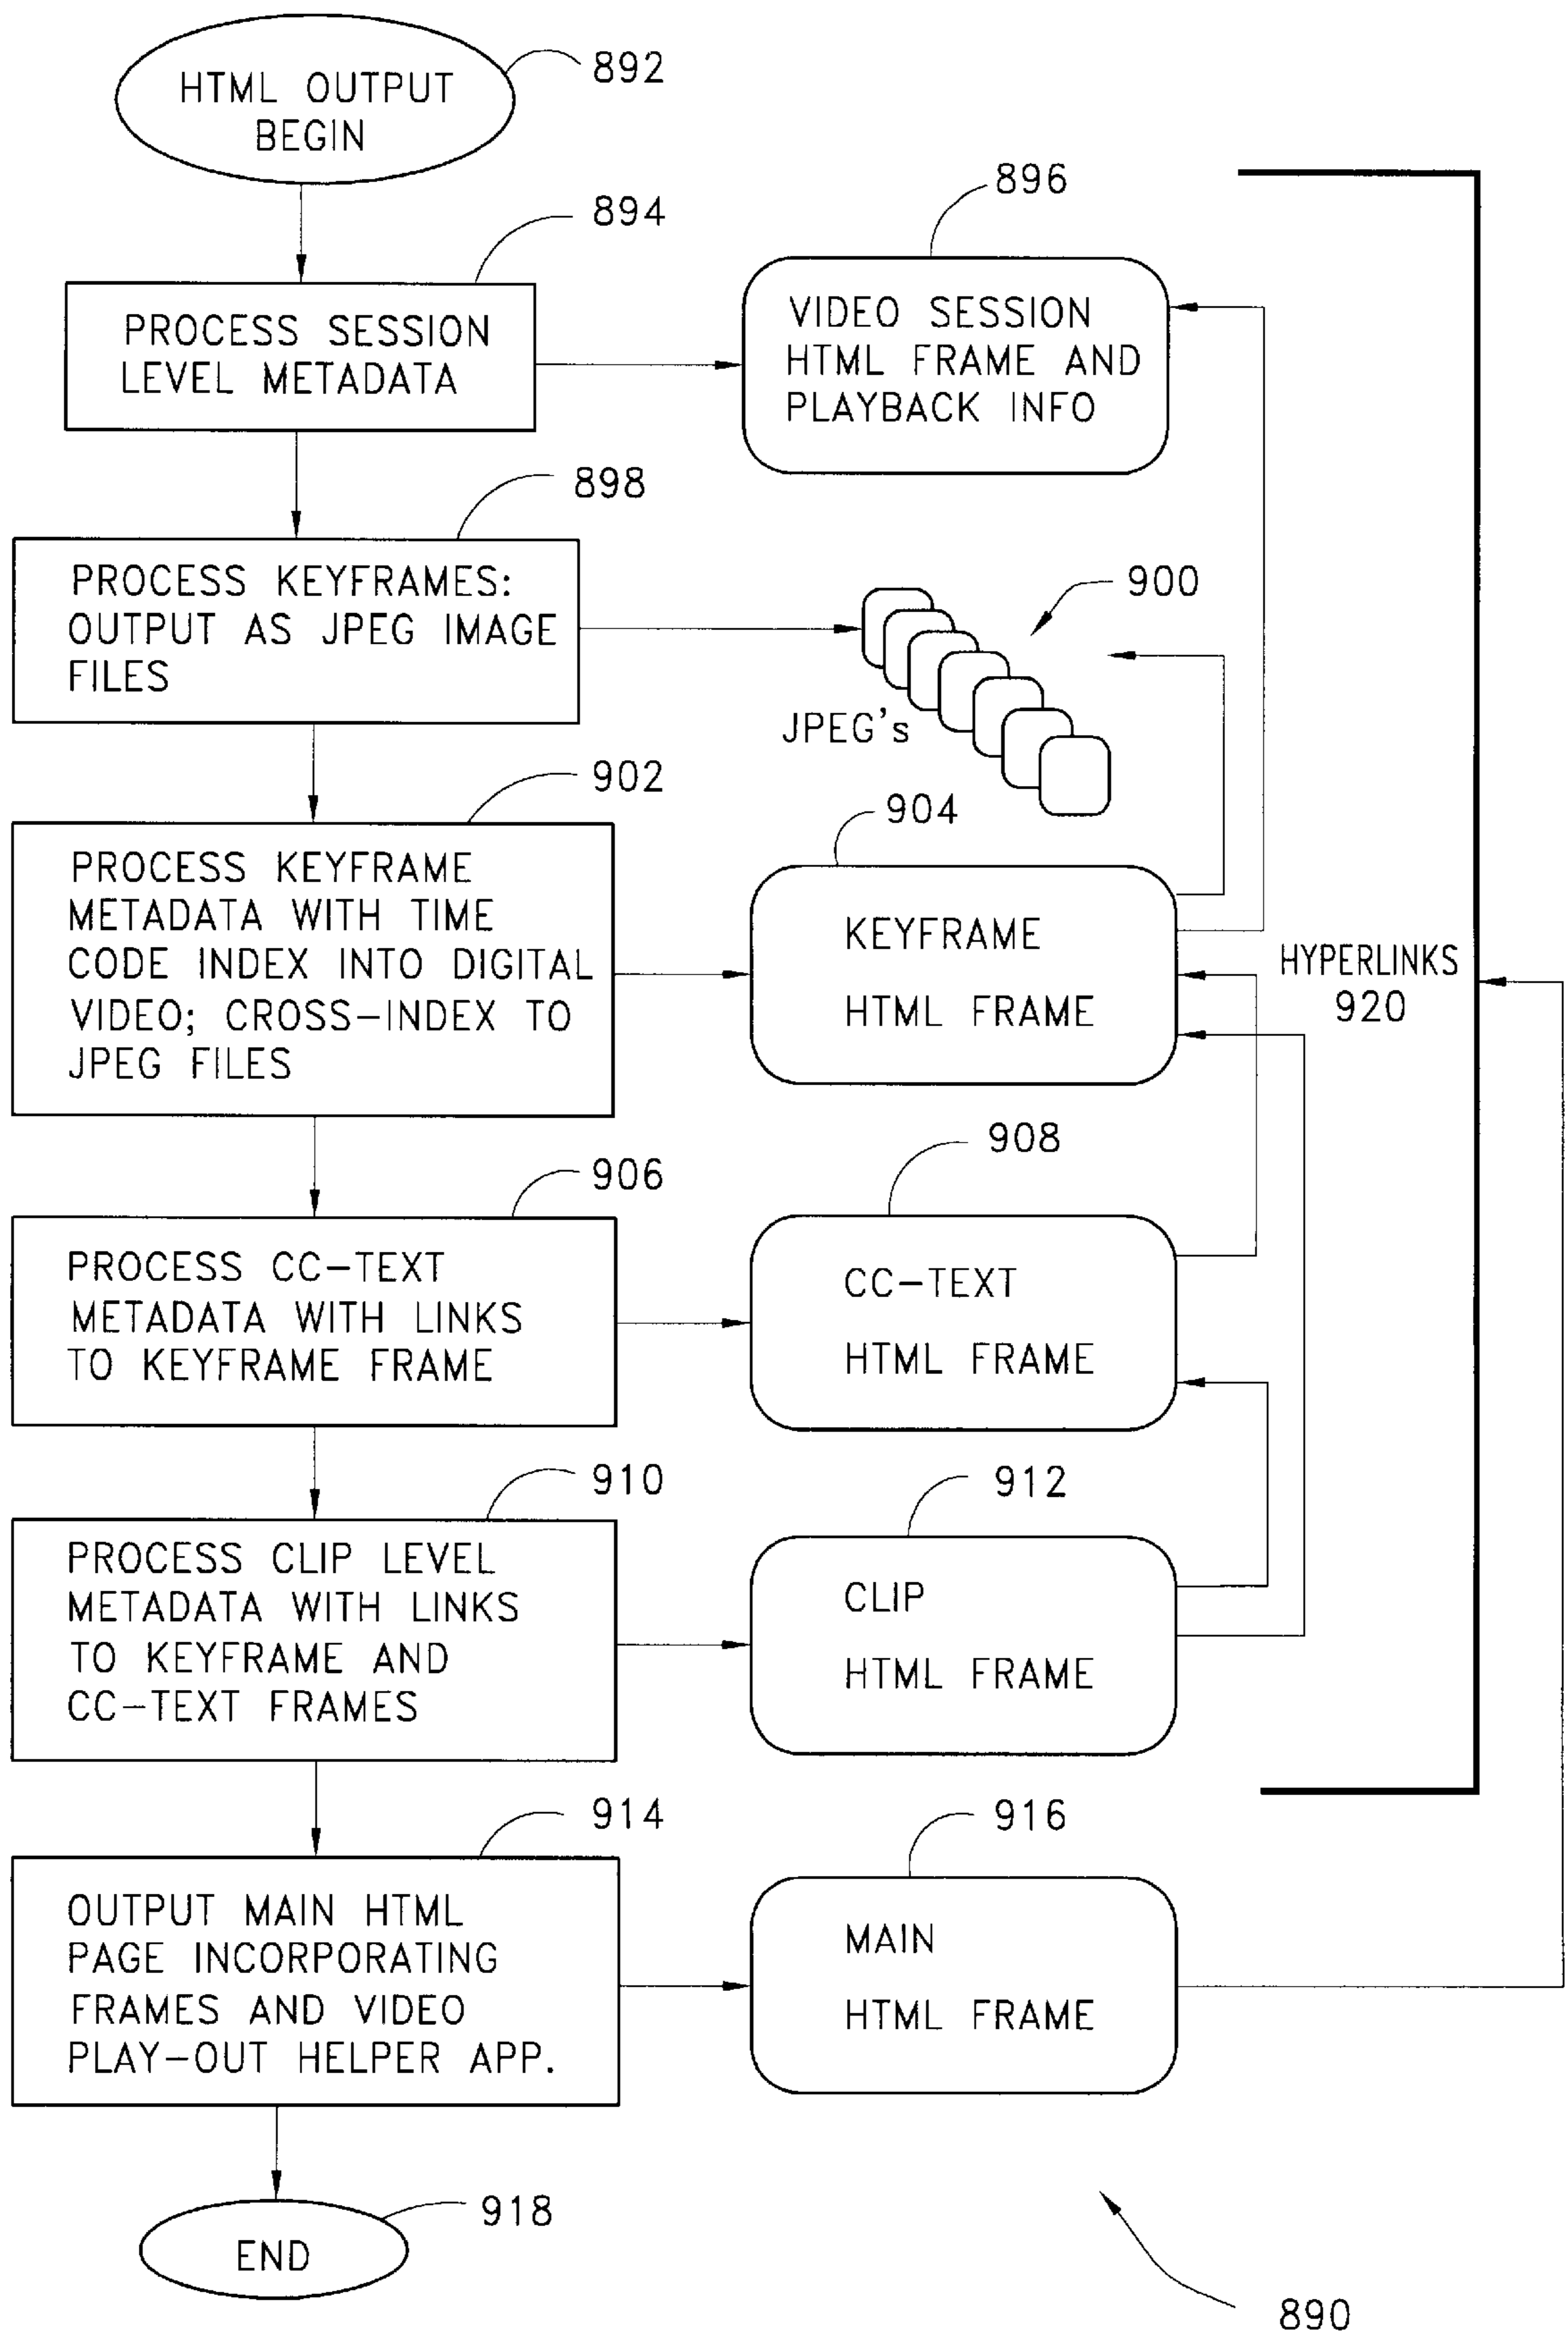 HTML OUTPUT
BEGIN
892
894
PROCESS SESSION
LEVEL METADATA
896
VIDEO SESSION
HTML FRAME AND
PLAYBACK INFO
898
PROCESS KEYFRAMES:
OUTPUT AS JPEG IMAGE
FILES
900
JPEG's
902
PROCESS KEYFRAME
METADATA WITH TIME
CODE INDEX INTO DIGITAL
VIDEO; CROSS-INDEX TO
JPEG FILES
904
KEYFRAME
HTML FRAME
HYPERLINKS
920
906
PROCESS CC-TEXT
METADATA WITH LINKS
TO KEYFRAME FRAME
908
CC-TEXT
HTML FRAME
910
PROCESS CLIP LEVEL
METADATA WITH LINKS
TO KEYFRAME AND
CC-TEXT FRAMES
912
CLIP
HTML FRAME
914
OUTPUT MAIN HTML
PAGE INCORPORATING
FRAMES AND VIDEO
PLAY-OUT HELPER APP.
916
MAIN
HTML FRAME
918
END
890